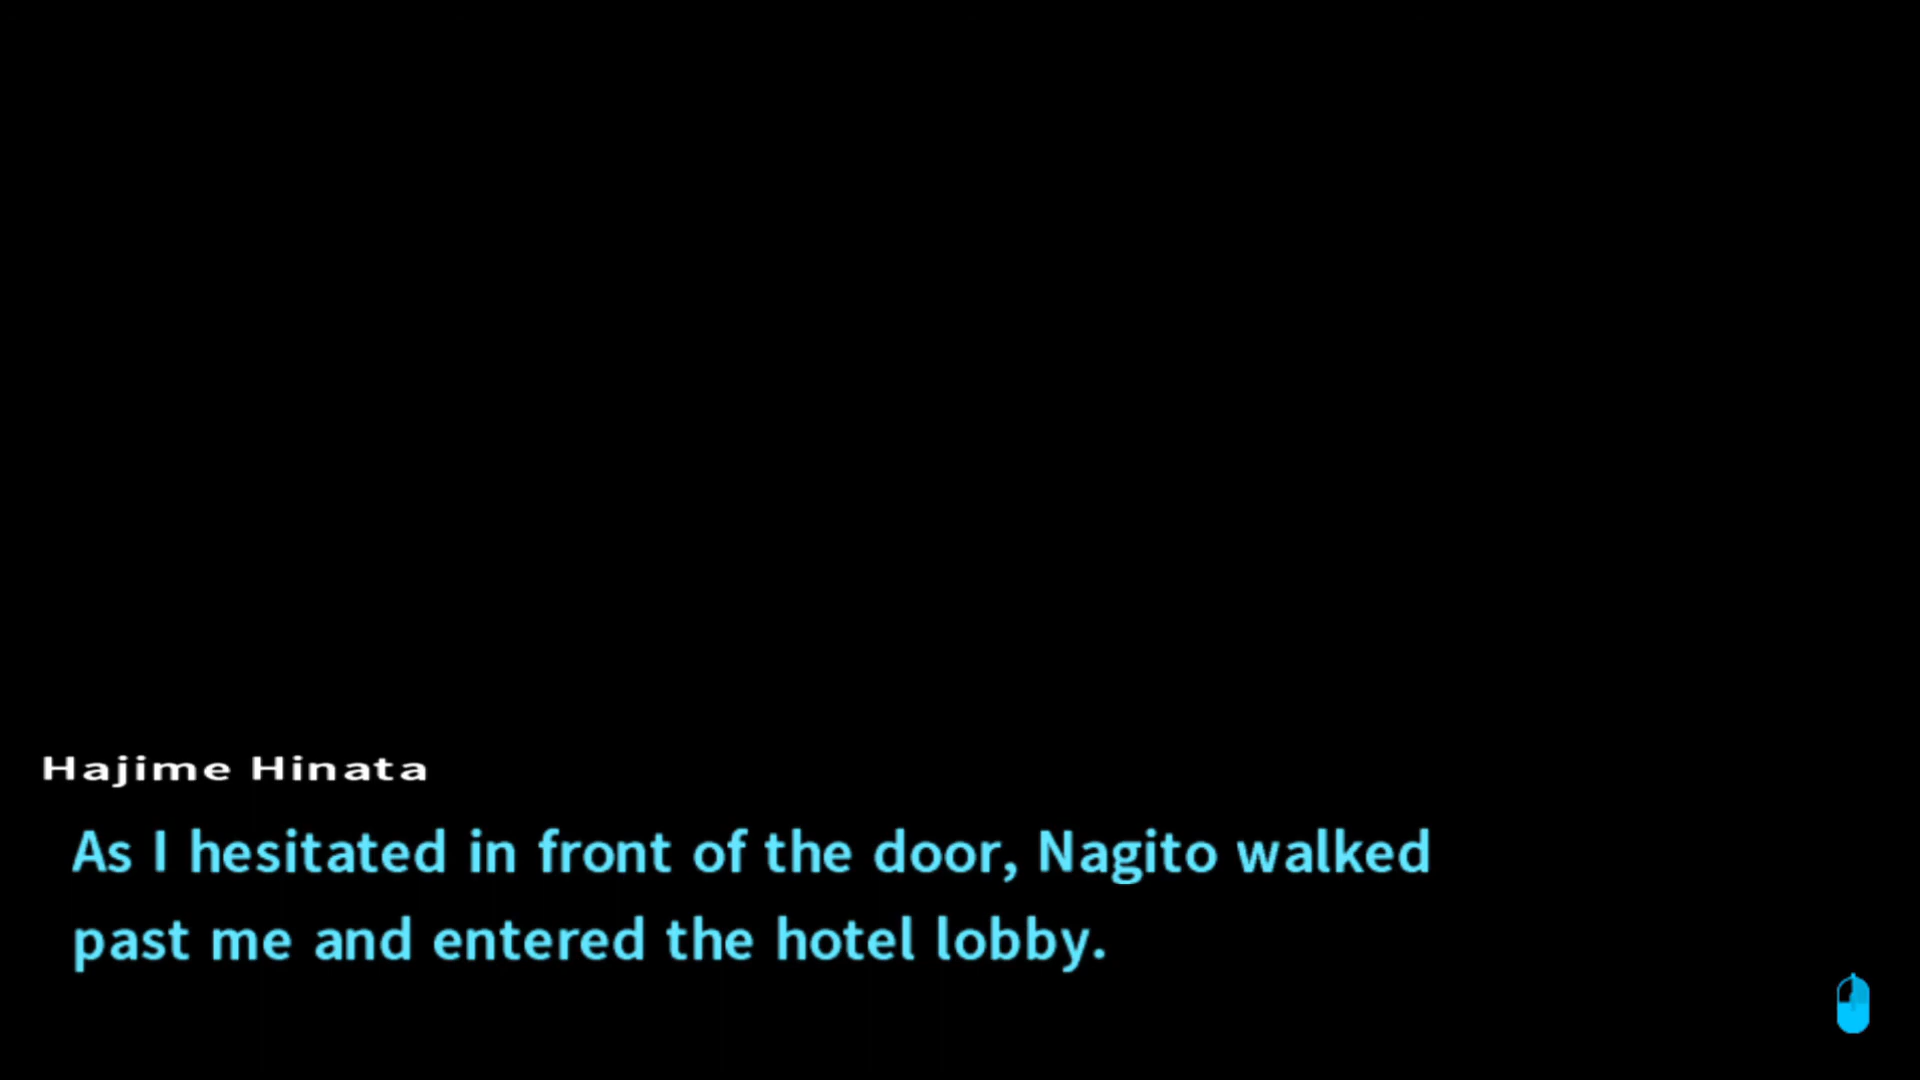 Hajime Hinata
As I hesitated in front of the door, Nagito walked
past me and entered the hotel lobby.